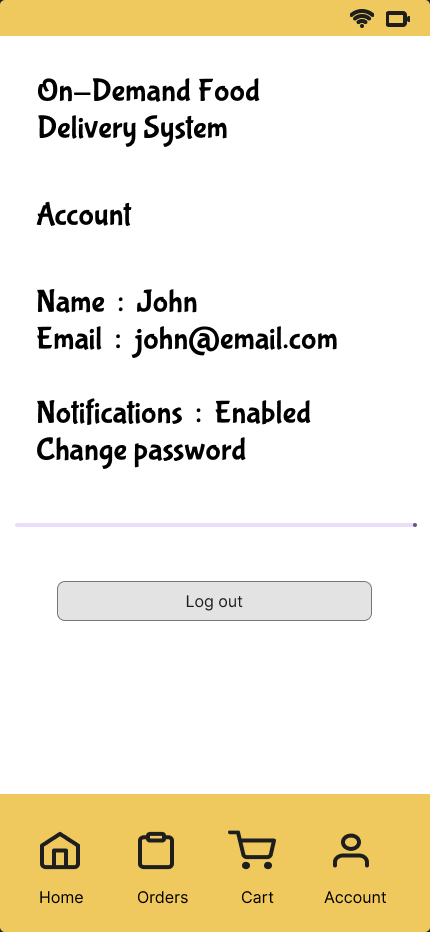 On-Demand Food
Delivery System
Account
Name : John
Email : john@email.com
Notifications : Enabled
Change password
Log out
Home
Orders
Cart
Account